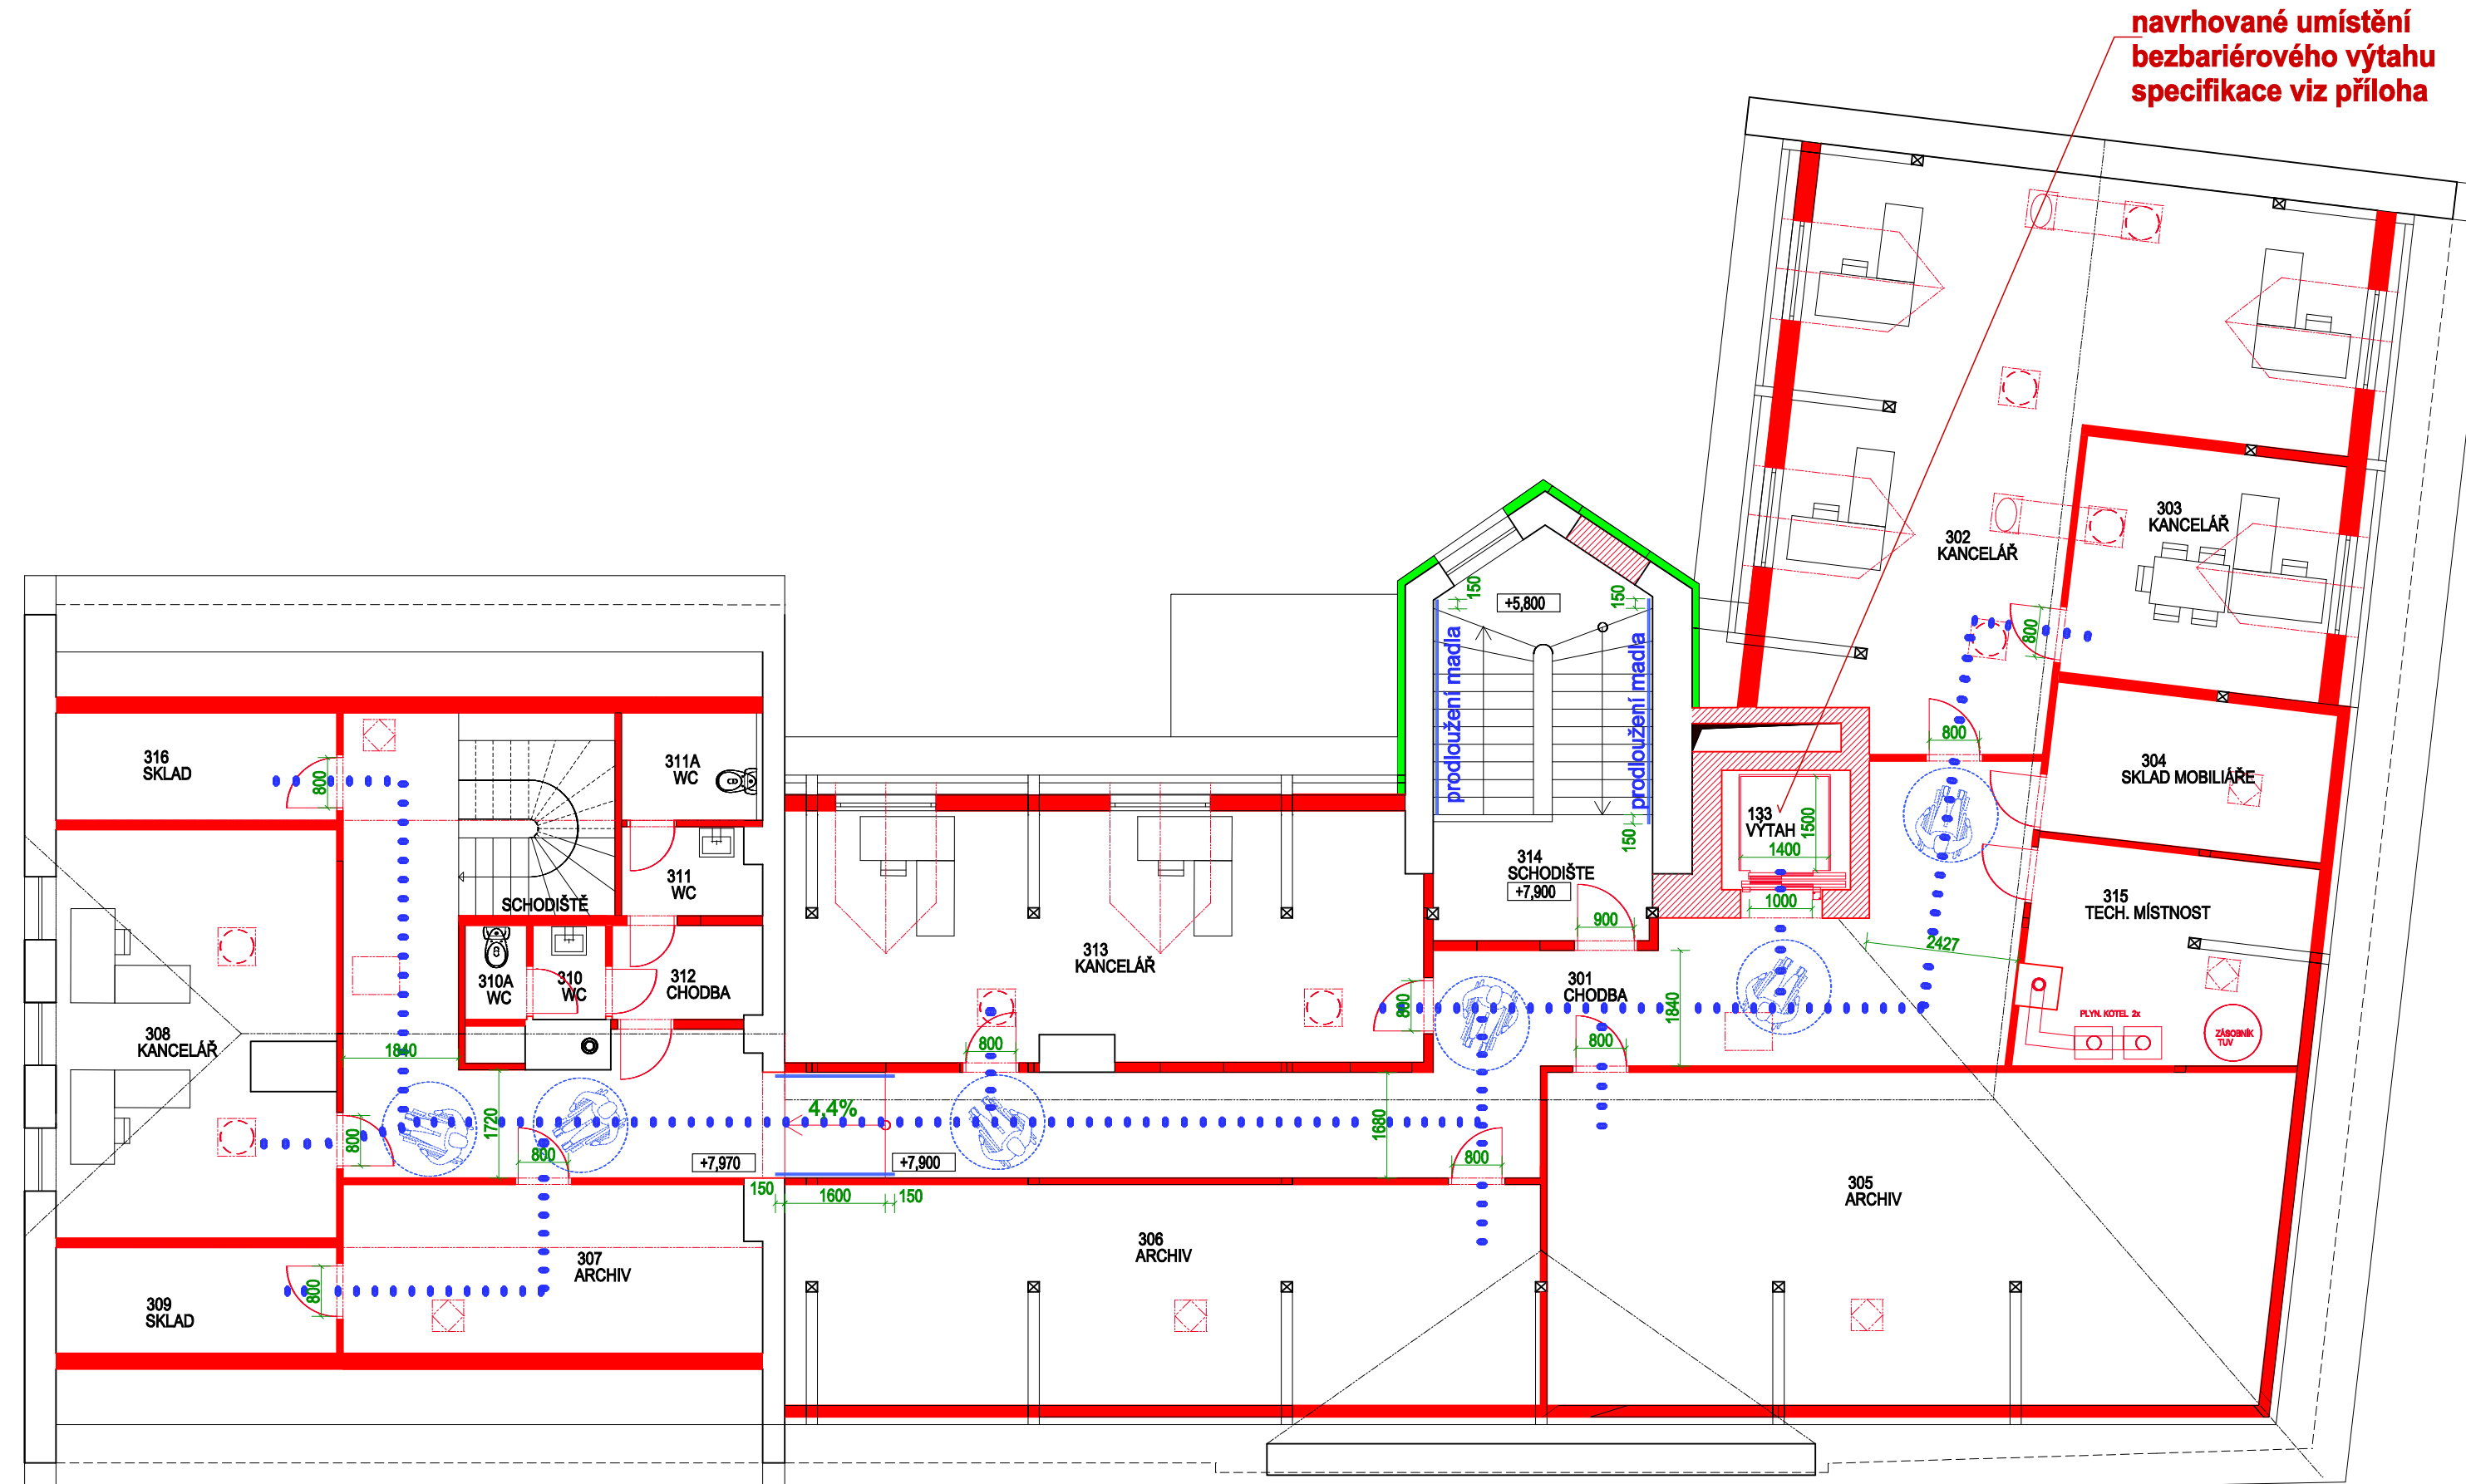 navrhované umístění
bezbariérového výtahu
specifikace viz příloha
302
KANCELÁŘ
303
KANCELÁŘ
800
150
+5,800
150
prodloužení madla
prodloužení madla
150
800
304
SKLAD MOBILIÁŘE
316
SKLAD
800
311A
WC
311
WC
SCHODIŠTĚ
133
VÝTAH
1500
1400
1000
314
SCHODIŠTĚ
+7,900
900
315
TECH. MÍSTNOST
2427
310A
WC
310
WC
312
CHODBA
313
KANCELÁŘ
800
301
CHODBA
1840
800
PLYN. KOTEL 2x
ZÁSOBNÍK
TUV
308
KANCELÁŘ
1840
800
800
1720
4,4%
1680
800
+7,970
+7,900
800
150
1600
150
305
ARCHIV
306
ARCHIV
307
ARCHIV
309
SKLAD
800